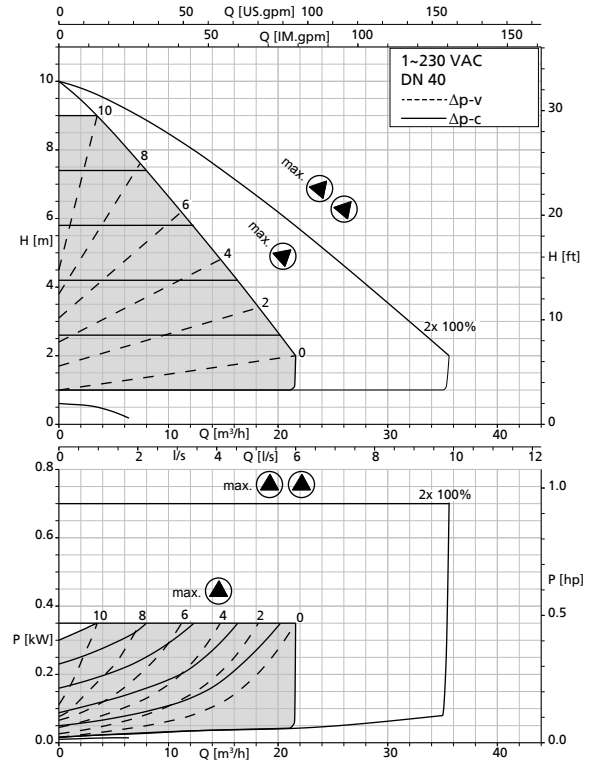 0 50 Q [US.gpm] 100 150
0 50 Q [IM.gpm] 100 150
1~230 VAC
DN 40
Δp-v
Δp-c
10
8
6
H [m]
4
2
0
30
20
H [ft]
10
0
10
8
6
4
2
0
max.
max.
2x 100%
0 10 Q [m³/h] 20 30 40
0 2 l/s 4 Q [l/s] 6 8 10 12
0.8
0.6
0.4
P [kW]
0.2
0.0
1.0
P [hp]
0.5
0.0
max.
2x 100%
max.
10 8 6 4 2 0
0 10 Q [m³/h] 20 30 40